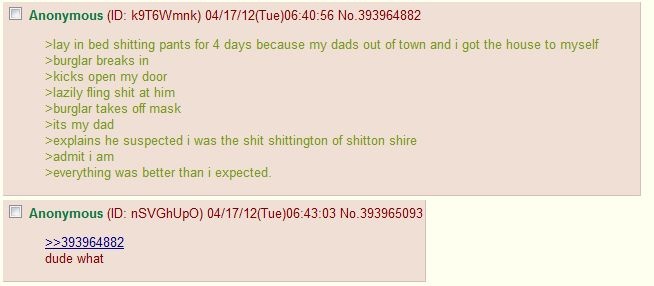 Anonymous (ID: k9T6Wmnk) 04/17/12(Tue)06:40:56 No.393964882
>lay in bed shitting pants for 4 days because my dads out of town and i got the house to myself
>burglar breaks in
>kicks open my door
>lazily fling shit at him
>burglar takes off mask
>its my dad
>explains he suspected i was the shit shittington of shitton shire
>admit i am
>everything was better than i expected.
Anonymous (ID: nSVGhUpO) 04/17/12(Tue)06:43:03 No.393965093
>>393964882
dude what